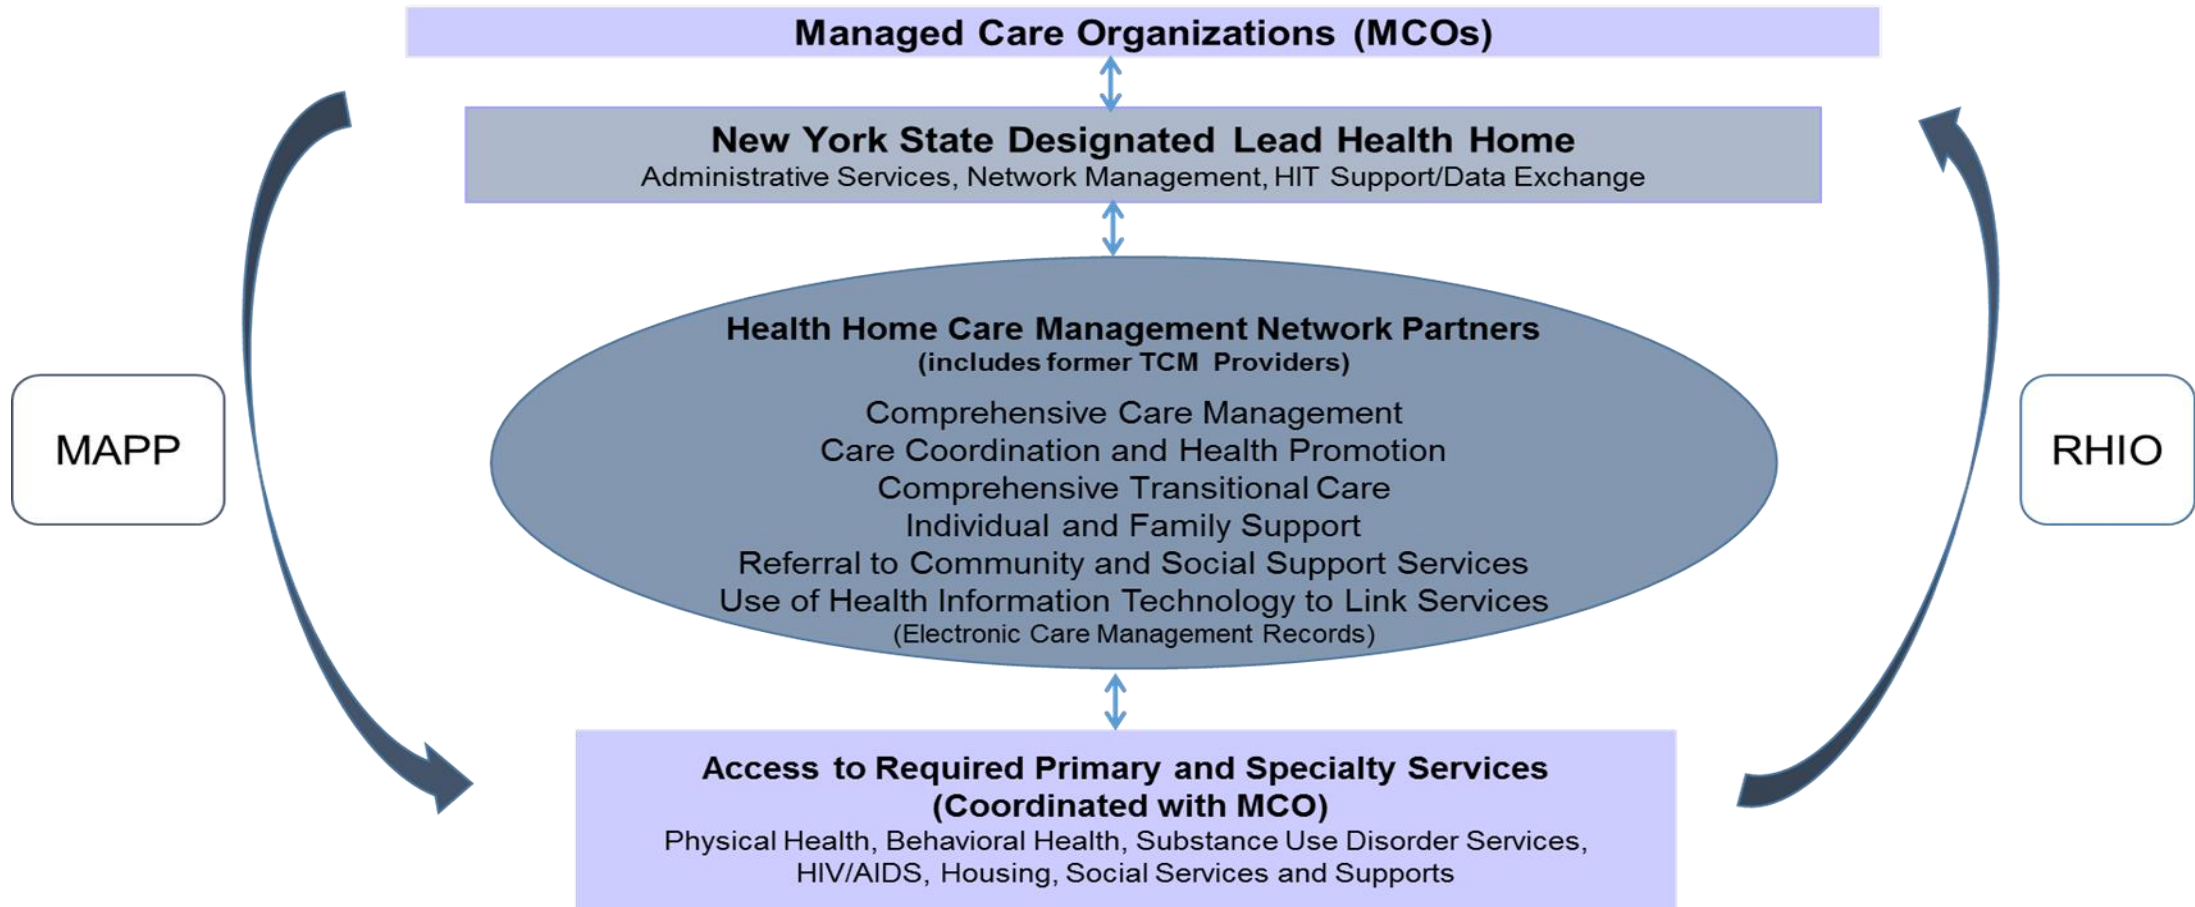 Managed Care Organizations (MCOs)
New York State Designated Lead Health Home
Administrative Services, Network Management, HIT Support/Data Exchange
Health Home Care Management Network Partners
(includes former TCM Providers)
Comprehensive Care Management
Care Coordination and Health Promotion
Comprehensive Transitional Care
Individual and Family Support
Referral to Community and Social Support Services
Use of Health Information Technology to Link Services
(Electronic Care Management Records)
MAPP
RHIO
Access to Required Primary and Specialty Services
(Coordinated with MCO)
Physical Health, Behavioral Health, Substance Use Disorder Services,
HIV/AIDS, Housing, Social Services and Supports